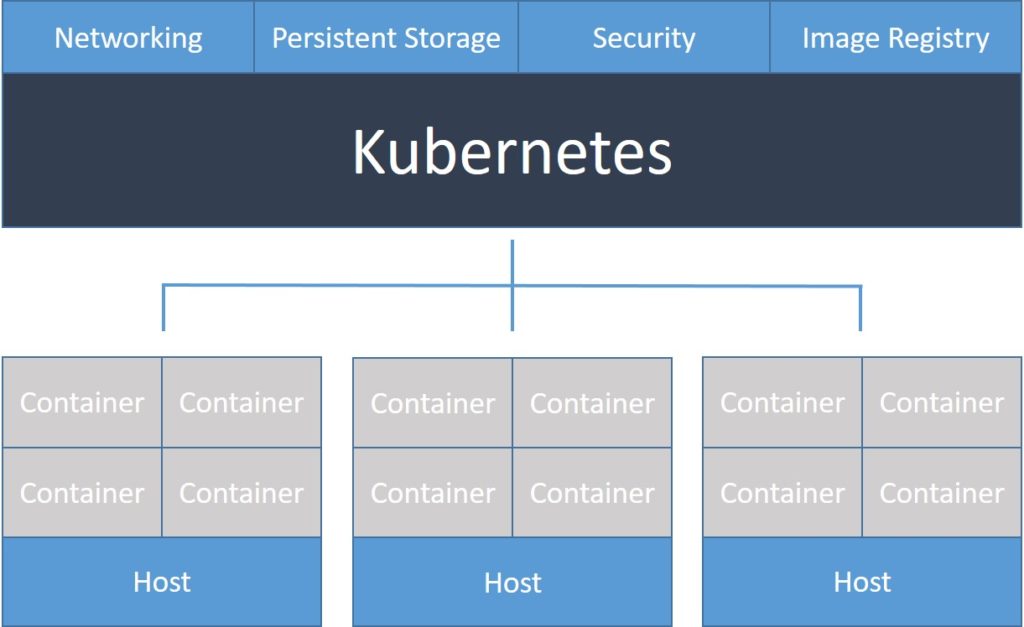 Networking Persistent Storage Security Image Registry
Kubernetes
Container Container Container Container Container Container
Container Container Container Container Container Container
Host Host Host